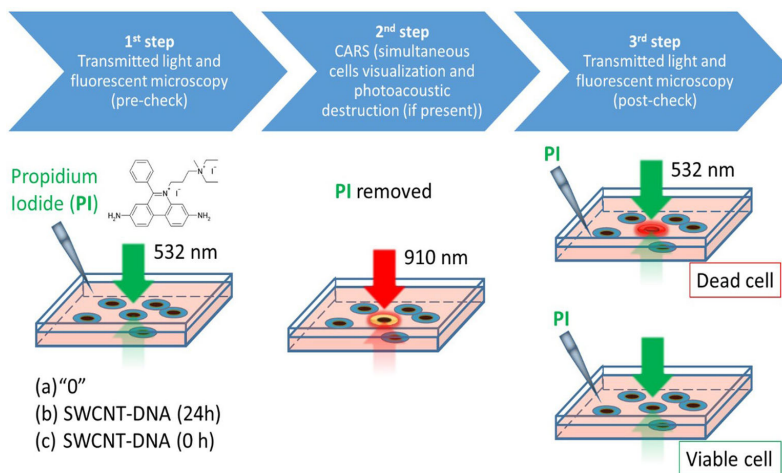 1st step
Transmitted light and
fluorescent microscopy
(pre-check)
2nd step
CARS (simultaneous
cells visualization and
photoacoustic
destruction (if present))
3rd step
Transmitted light and
fluorescent microscopy
(post-check)
Propidium
Iodide (PI)
N+
I-
N+
I-
H2N
NH2
532 nm
(a)"0"
(b) SWCNT-DNA (24h)
(c) SWCNT-DNA (0 h)
PI removed
910 nm
PI
532 nm
Dead cell
PI
Viable cell